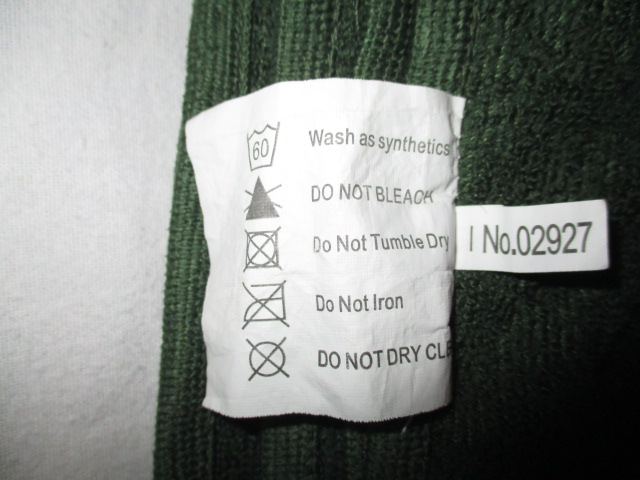 60 Wash as synthetics
DO NOT BLEACH
Do Not Tumble Dry
I No.02927
Do Not Iron
DO NOT DRY